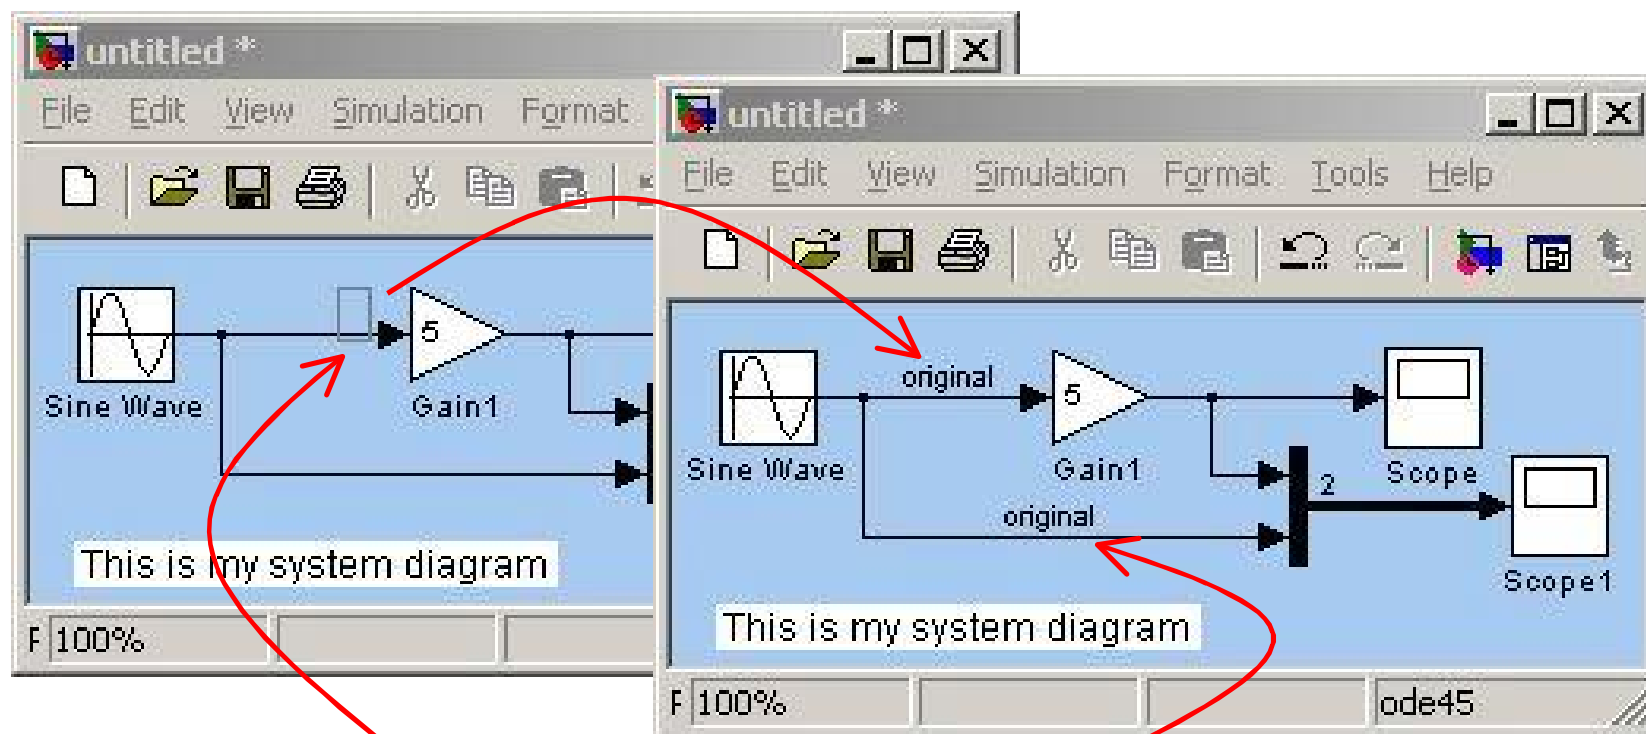 untitled *
File Edit View Simulation Format
5
Sine Wave
Gain1
This is my system diagram
F 100%
untitled *
File Edit View Simulation Format Tools Help
original
5
Sine Wave
Gain1
2
Scope
original
Scope1
This is my system diagram
F 100%
ode45